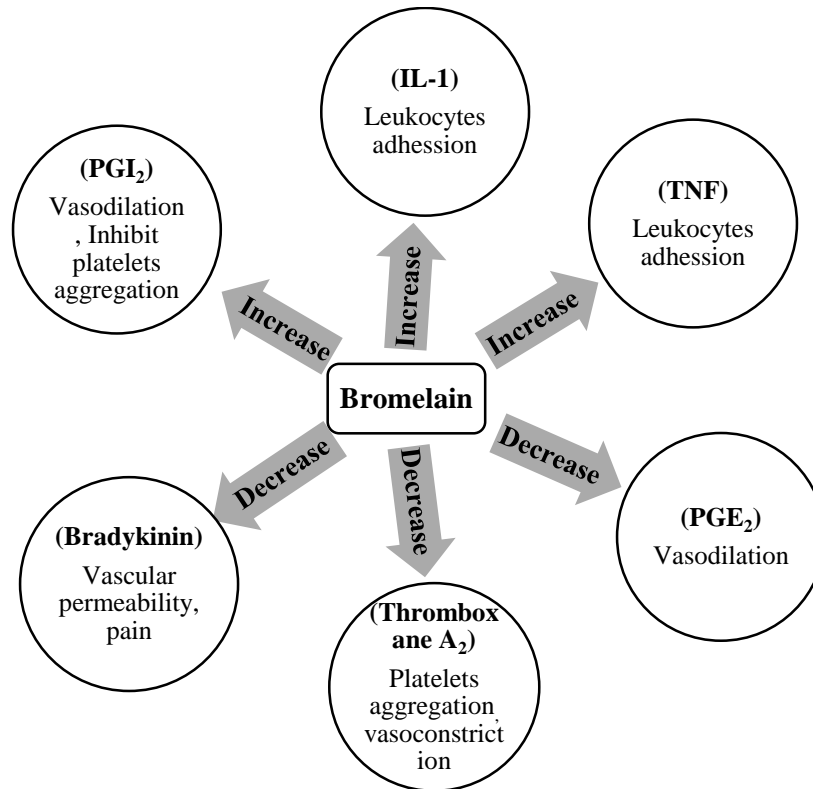 (IL-1)
Leukocytes
adhession
(PGI₂)
Vasodilation
, Inhibit
platelets
aggregation
(TNF)
Leukocytes
adhession
Increase
Increase
Increase
Bromelain
Decrease
Decrease
Decrease
(Bradykinin)
Vascular
permeability,
pain
(PGE₂)
Vasodilation
(Thrombox
ane A₂)
Platelets
aggregation,
vasoconstrict
ion